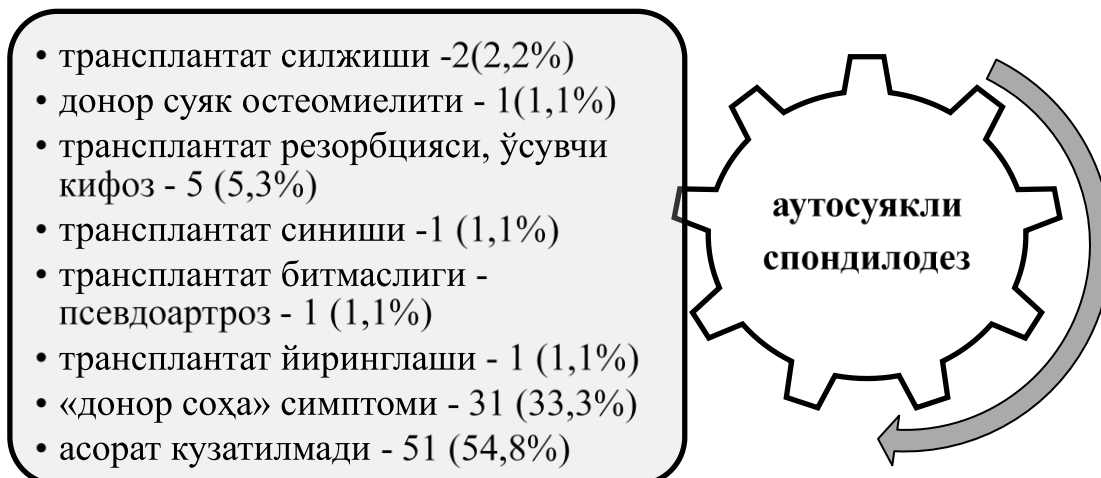 • трансплантат силжиши -2(2,2%)
• донор суяк остеомиелити - 1(1,1%)
• трансплантат резорбцияси, ўсувчи
кифоз - 5 (5,3%)
• трансплантат синиши -1 (1,1%)
• трансплантат битмаслиги -
псевдоартроз - 1 (1,1%)
• трансплантат йиринглаши - 1 (1,1%)
• «донор соҳа» симптоми - 31 (33,3%)
• асорат кузатилмади - 51 (54,8%)
аутосуякли
спондилодез